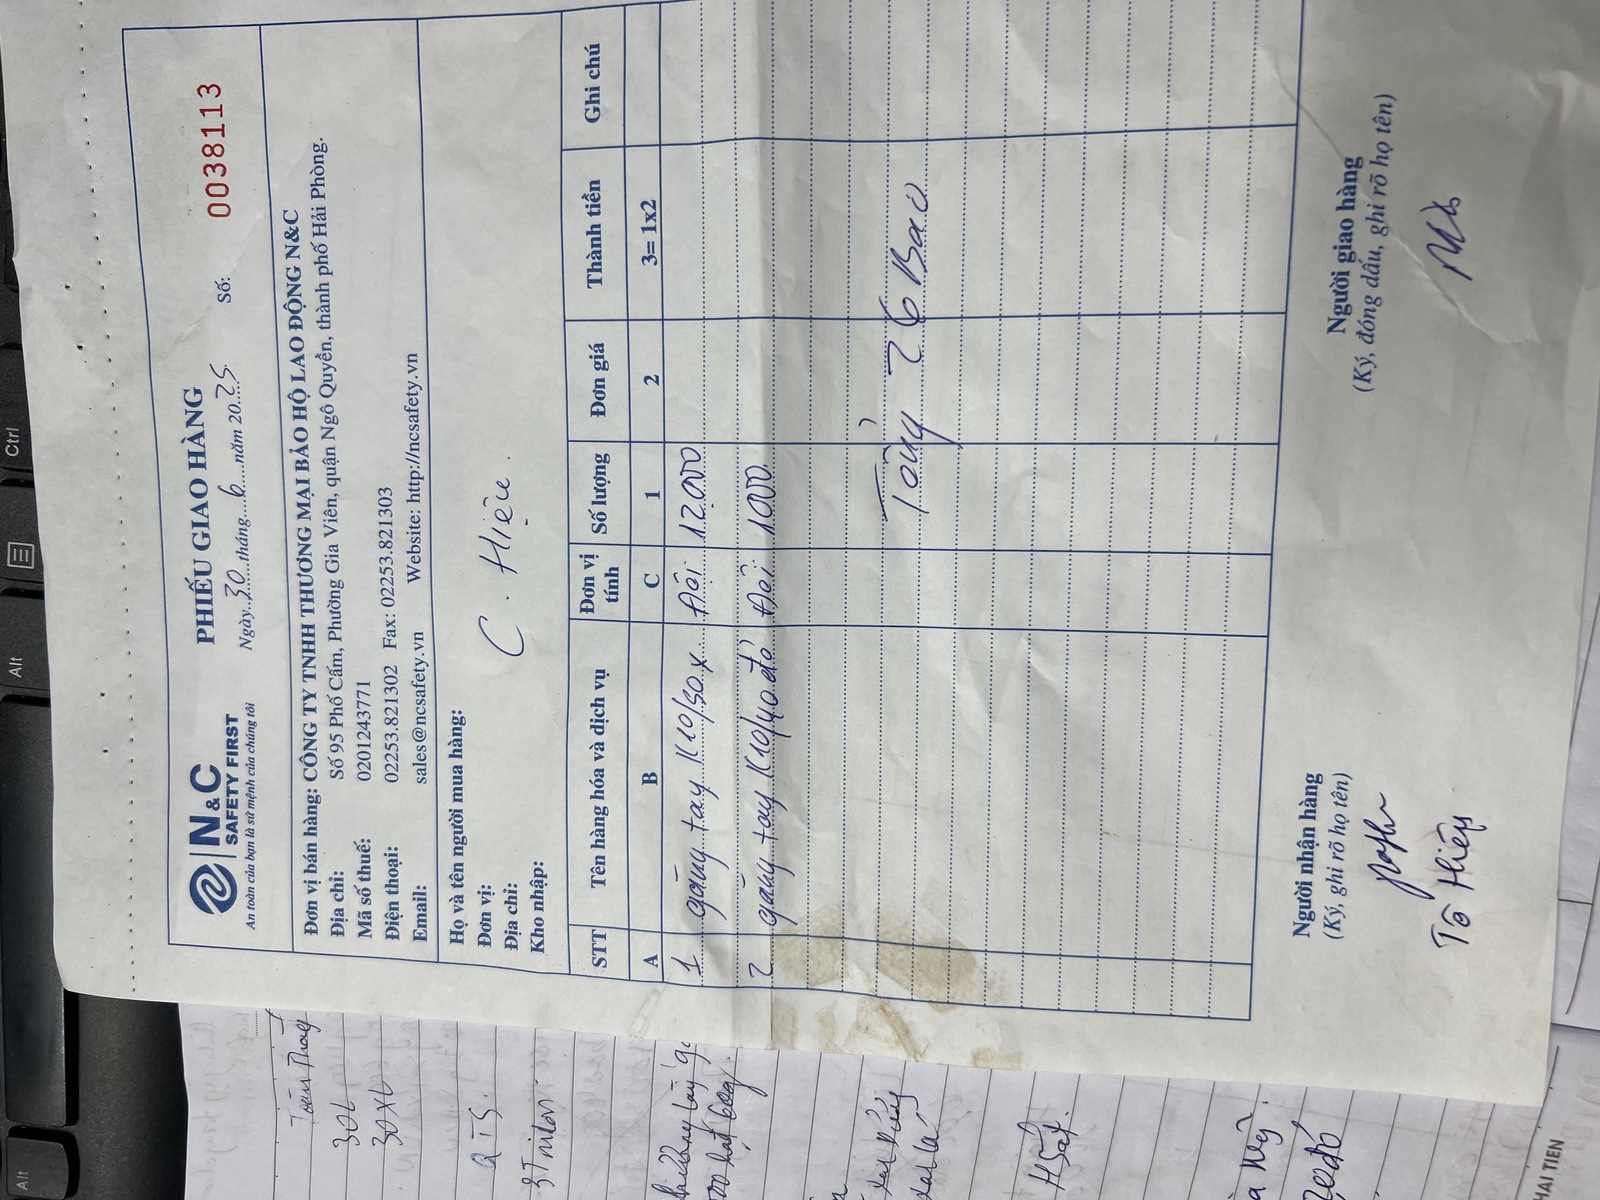 N&C
SAFETY FIRST
An toàn của bạn là sứ mệnh của chúng tôi
PHIẾU GIAO HÀNG
Ngày 30 tháng 6 năm 2025
Số: 0038113
Đơn vị bán hàng: CÔNG TY TNHH THƯƠNG MẠI BẢO HỘ LAO ĐỘNG N&C
Địa chỉ: Số 95 Phố Cấm, Phường Gia Viên, quận Ngô Quyền, thành phố Hải Phòng.
Mã số thuế: 0201243771
Điện thoại: 02253.821302 Fax: 02253.821303
Email: sales@ncsafety.vn Website: http://ncsafety.vn
Họ và tên người mua hàng: C. Hiệu.
Đơn vị:
Địa chỉ:
Kho nhập:
STT Tên hàng hóa và dịch vụ Đơn vị tính Số lượng Đơn giá Thành tiền Ghi chú
A B C 1 2 3= 1x2
1 găng tay K10/50.x Đôi 12.000
2 găng tay K10/40 đỏ Đôi 1.000
Tổng 26 Bao
Người nhận hàng
(Ký, ghi rõ họ tên)
Người giao hàng
(Ký, đóng dấu, ghi rõ họ tên)
30L
30XL
Alt
Alt
Ctrl